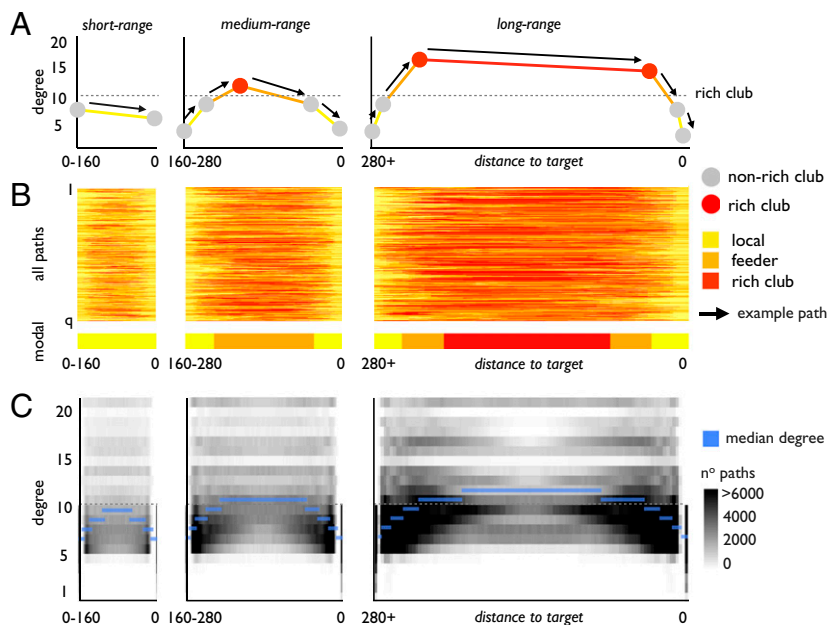 A
short-range
medium-range
long-range
20
15
10
5
degree
rich club
0-160
0
160-280
0
280+
distance to target
0
non-rich club
rich club
local
feeder
rich club
example path
B
1
all paths
q
modal
0-160
0
160-280
0
280+
distance to target
0
C
20
15
10
5
1
degree
median degree
nº paths
>6000
4000
2000
0
0-160
0
160-280
0
280+
distance to target
0